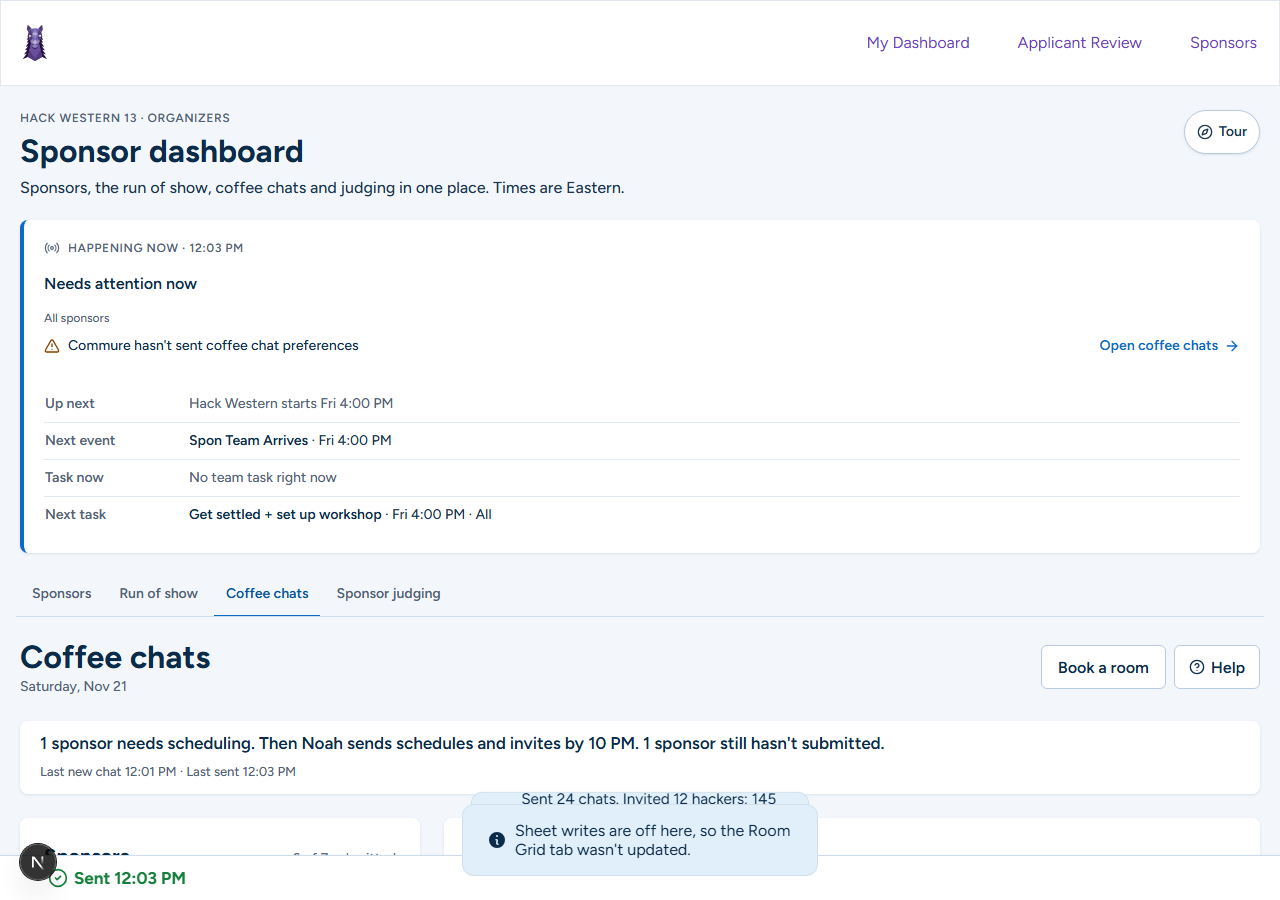 My Dashboard
Applicant Review
Sponsors
HACK WESTERN 13 · ORGANIZERS
Sponsor dashboard
Sponsors, the run of show, coffee chats and judging in one place. Times are Eastern.
Tour
HAPPENING NOW · 12:03 PM
Needs attention now
All sponsors
Commure hasn't sent coffee chat preferences
Open coffee chats
Up next
Hack Western starts Fri 4:00 PM
Next event
Spon Team Arrives · Fri 4:00 PM
Task now
No team task right now
Next task
Get settled + set up workshop · Fri 4:00 PM · All
Sponsors
Run of show
Coffee chats
Sponsor judging
Coffee chats
Saturday, Nov 21
Book a room
Help
1 sponsor needs scheduling. Then Noah sends schedules and invites by 10 PM. 1 sponsor still hasn't submitted.
Last new chat 12:01 PM · Last sent 12:03 PM
Sent 24 chats. Invited 12 hackers: 145
Sheet writes are off here, so the Room
Grid tab wasn't updated.
N
Sent 12:03 PM